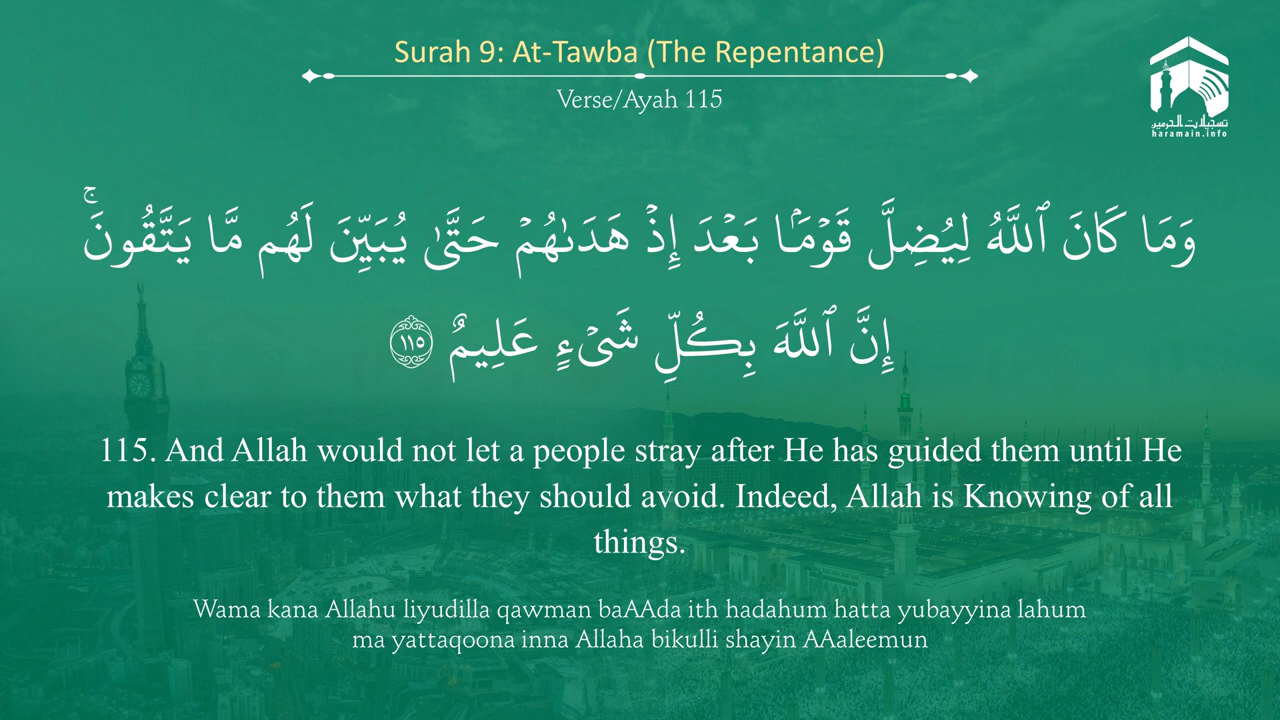 Surah 9: At-Tawba (The Repentance)
Verse/Ayah 115
تسجيلات الحرمين
haramain.info
وَمَا كَانَ ٱللَّهُ لِيُضِلَّ قَوْمًۢا بَعْدَ إِذْ هَدَىٰهُمْ حَتَّىٰ يُبَيِّنَ لَهُم مَّا يَتَّقُونَ ۚ
إِنَّ ٱللَّهَ بِكُلِّ شَىْءٍ عَلِيمٌ ١١٥
115. And Allah would not let a people stray after He has guided them until He
makes clear to them what they should avoid. Indeed, Allah is Knowing of all
things.
Wama kana Allahu liyudilla qawman baAAda ith hadahum hatta yubayyina lahum
ma yattaqoona inna Allaha bikulli shayin AAaleemun